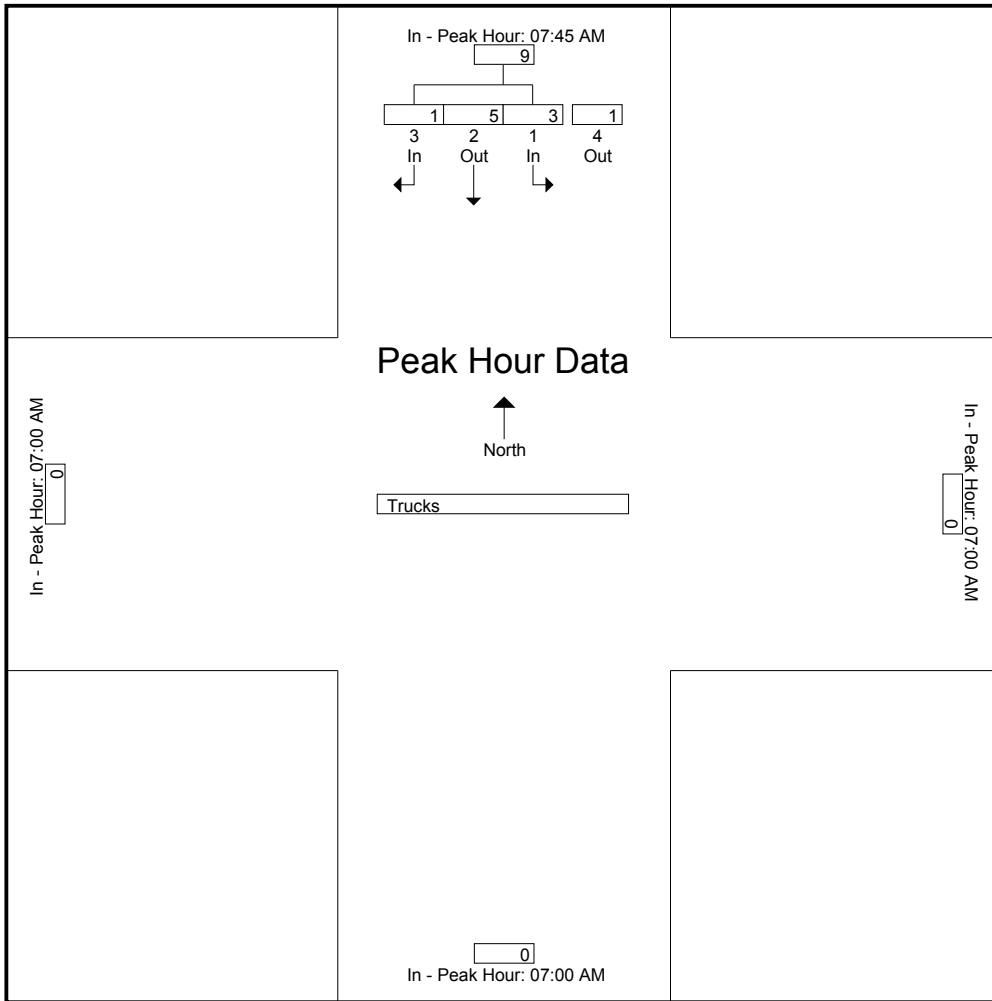 In - Peak Hour: 07:45 AM
9
1 5 3 1
3 2 1 4
In Out In Out
Peak Hour Data
North
Trucks
In - Peak Hour: 07:00 AM
0
0
In - Peak Hour: 07:00 AM
0
In - Peak Hour: 07:00 AM